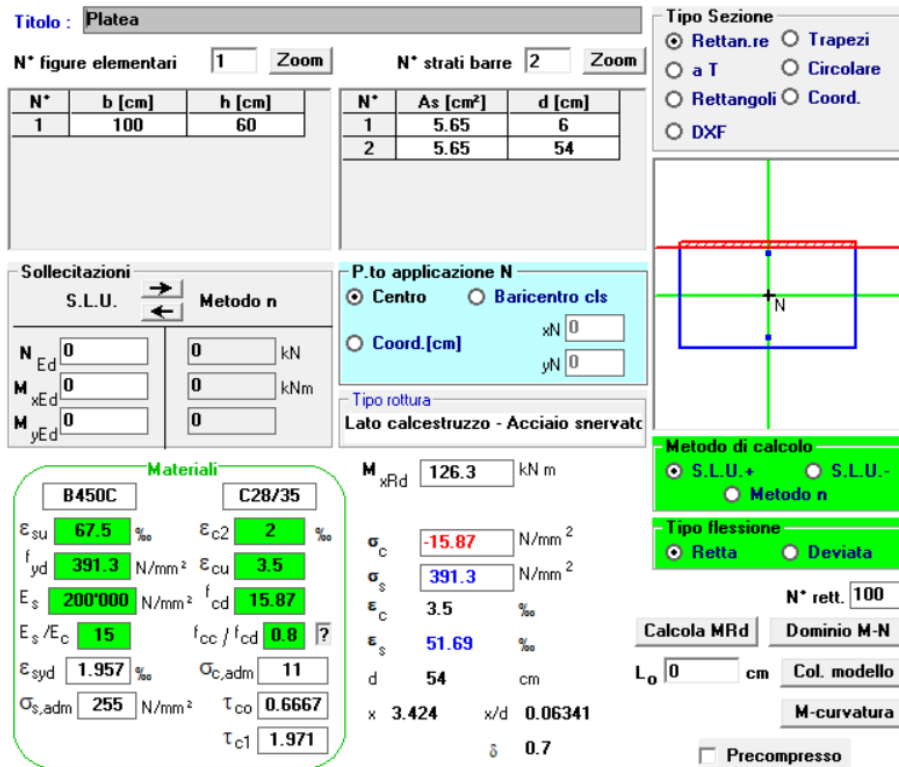 Titolo : Platea
N° figure elementari 1 Zoom
N° strati barre 2 Zoom
N° b [cm] h [cm]
1 100 60
N° As [cm²] d [cm]
1 5.65 6
2 5.65 54
Tipo Sezione
Rettan.re Trapezi
a T Circolare
Rettangoli Coord.
DXF
N
Sollecitazioni
S.L.U. Metodo n
N Ed 0 0 kN
M xEd 0 0 kNm
M yEd 0 0
P.to applicazione N
Centro Baricentro cls
Coord.[cm] xN 0
yN 0
Tipo rottura
Lato calcestruzzo - Acciaio snervato
Metodo di calcolo
S.L.U.+ S.L.U.-
Metodo n
Tipo flessione
Retta Deviata
Materiali
B450C C28/35
εsu 67.5 ‰ εc2 2 ‰
fyd 391.3 N/mm² εcu 3.5
Es 200'000 N/mm² fcd 15.87
Es/Ec 15 fcc / fcd 0.8 ?
εsyd 1.957 ‰ σc,adm 11
σs,adm 255 N/mm² τco 0.6667
τc1 1.971
M xRd 126.3 kN m
σc -15.87 N/mm²
σs 391.3 N/mm²
εc 3.5 ‰
εs 51.69 ‰
d 54 cm
x 3.424 x/d 0.06341
δ 0.7
N° rett. 100
Calcola MRd Dominio M-N
Lo 0 cm Col. modello
M-curvatura
Precompresso